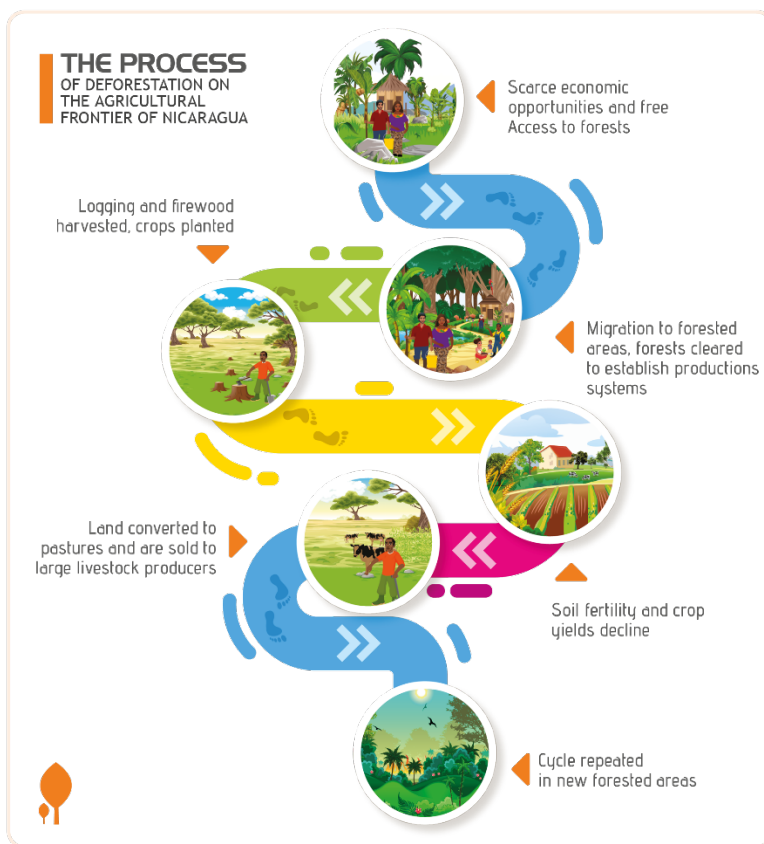 THE PROCESS
OF DEFORESTATION ON
THE AGRICULTURAL
FRONTIER OF NICARAGUA
Scarce economic
opportunities and free
Access to forests
Migration to forested
areas, forests cleared
to establish productions
systems
Logging and firewood
harvested, crops planted
Soil fertility and crop
yields decline
Land converted to
pastures and are sold to
large livestock producers
Cycle repeated
in new forested areas